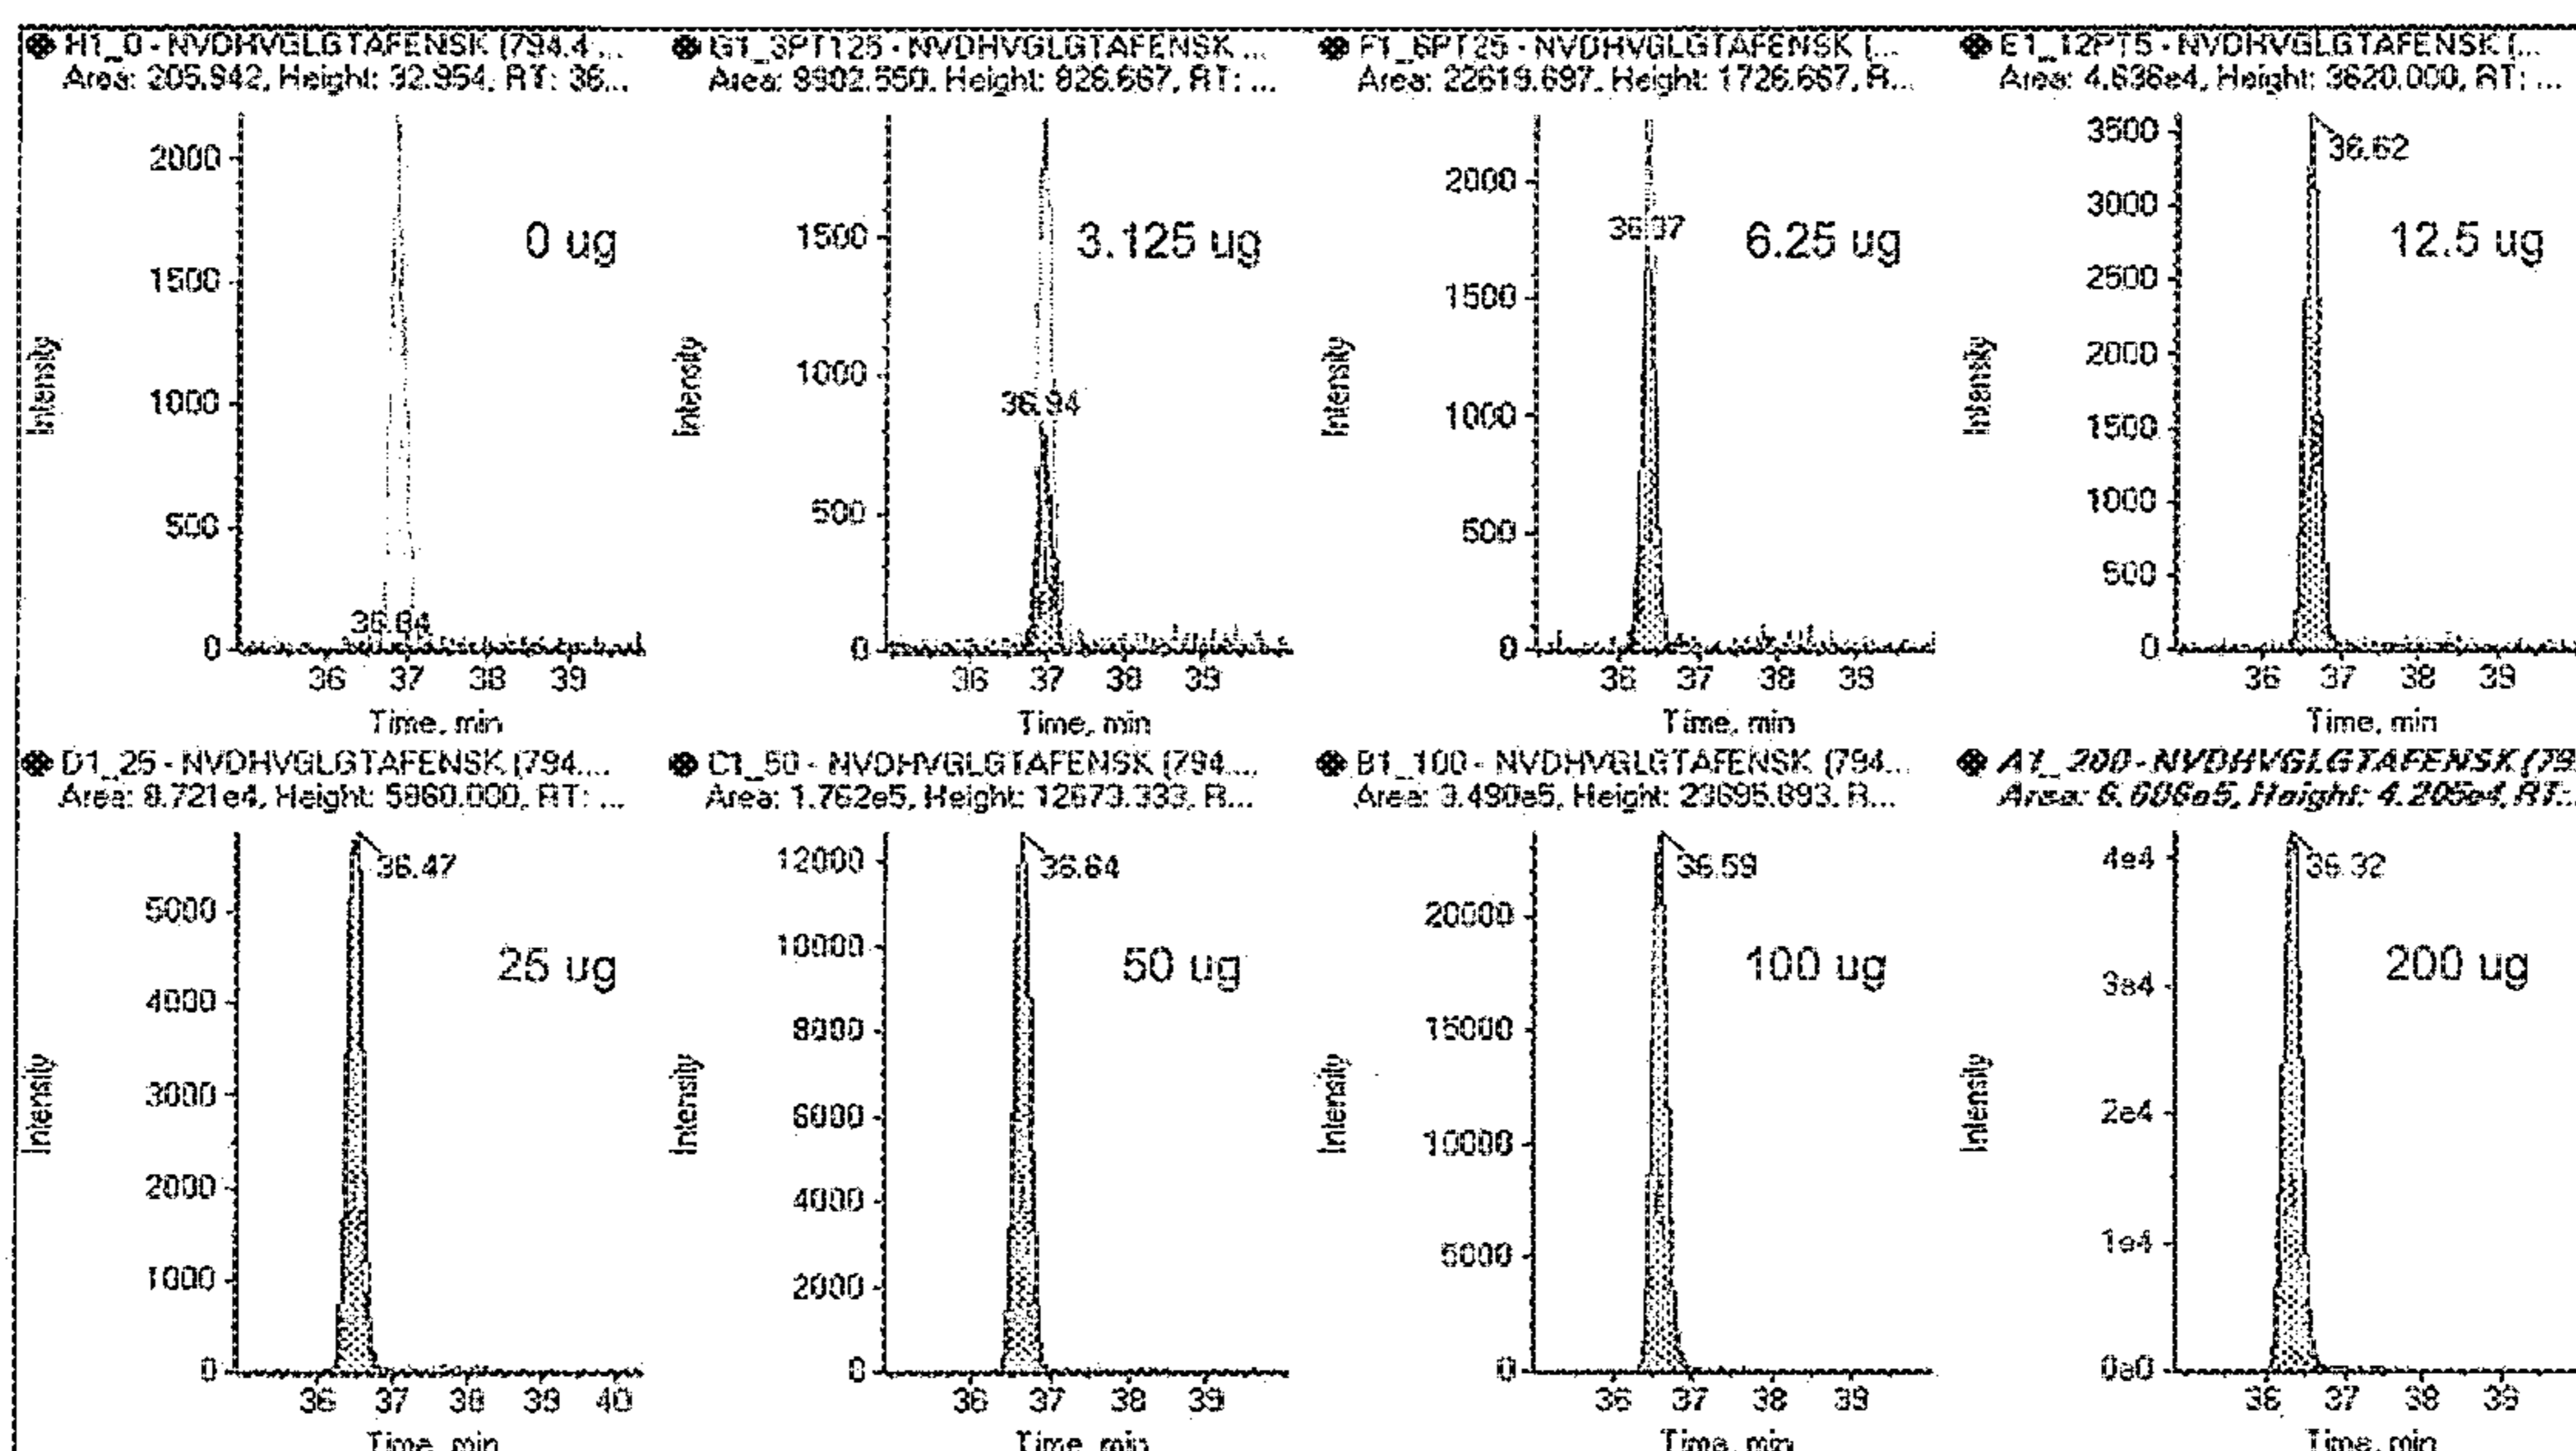 H1_0 - NVDHVGLGTAFENSK (794.4 ...
Area: 205.942, Height: 32.954, RT: 36...
2000
1500
1000
500
0
Intensity
0 ug
36.84
36 37 38 39
Time, min
G1_3PT125 - NVDHVGLGTAFENSK ...
Area: 9902.550, Height: 826.667, RT: ...
1500
1000
500
0
Intensity
3.125 ug
36.94
36 37 38 39
Time, min
F1_6PT25 - NVDHVGLGTAFENSK (...
Area: 22619.697, Height: 1726.667, R...
2000
1500
1000
500
0
Intensity
6.25 ug
36.37
36 37 38 39
Time, min
E1_12PT5 - NVDHVGLGTAFENSK (...
Area: 4.636e4, Height: 3620.000, RT: ...
3500
3000
2500
2000
1500
1000
500
0
Intensity
36.62
12.5 ug
36 37 38 39
Time, min
D1_25 - NVDHVGLGTAFENSK (794....
Area: 8.721e4, Height: 5860.000, RT: ...
5000
4000
3000
2000
1000
0
Intensity
36.47
25 ug
36 37 38 39 40
Time, min
C1_50 - NVDHVGLGTAFENSK (794....
Area: 1.762e5, Height: 12673.333, R...
12000
10000
8000
6000
4000
2000
0
Intensity
36.64
50 ug
36 37 38 39
Time, min
B1_100 - NVDHVGLGTAFENSK (794...
Area: 3.490e5, Height: 23695.893, R...
20000
15000
10000
5000
0
Intensity
36.59
100 ug
36 37 38 39
Time, min
A1_200 - NVDHVGLGTAFENSK (79
Area: 6.606e5, Height: 4.205e4, RT:..
4e4
3e4
2e4
1e4
0e0
Intensity
36.32
200 ug
36 37 38 39
Time, min